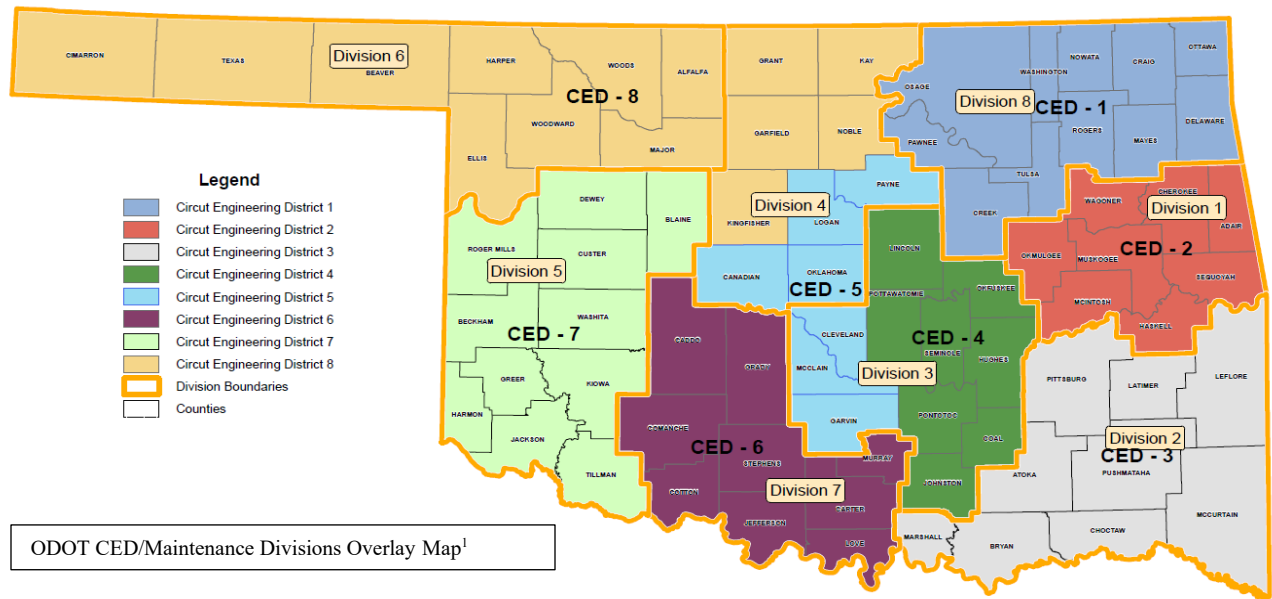 CIMARRON
TEXAS
Division 6
BEAVER
HARPER
WOODS
ALFALFA
CED - 8
WOODWARD
ELLIS
MAJOR
GRANT
KAY
GARFIELD
NOBLE
KINGFISHER
Division 4
LOGAN
PAYNE
CANADIAN
OKLAHOMA
CED - 5
OSAGE
WASHINGTON
NOWATA
CRAIG
OTTAWA
Division 8
CED - 1
PAWNEE
ROGERS
MAYES
DELAWARE
TULSA
CREEK
WAGONER
CHEROKEE
Division 1
ADAIR
OKMULGEE
MUSKOGEE
CED - 2
SEQUOYAH
MCINTOSH
HASKELL
Legend
Circut Engineering District 1
Circut Engineering District 2
Circut Engineering District 3
Circut Engineering District 4
Circut Engineering District 5
Circut Engineering District 6
Circut Engineering District 7
Circut Engineering District 8
Division Boundaries
Counties
DEWEY
BLAINE
ROGER MILLS
CUSTER
Division 5
WASHITA
BECKHAM
CED - 7
GREER
KIOWA
HARMON
JACKSON
TILLMAN
CADDO
GRADY
COMANCHE
CED - 6
STEPHENS
MURRAY
COTTON
Division 7
CARTER
JEFFERSON
LOVE
LINCOLN
OKFUSKEE
POTTAWATOMIE
CLEVELAND
CED - 4
SEMINOLE
HUGHES
MCCLAIN
Division 3
GARVIN
PONTOTOC
COAL
JOHNSTON
PITTSBURG
LATIMER
LEFLORE
Division 2
CED - 3
PUSHMATAHA
ATOKA
MCCURTAIN
CHOCTAW
MARSHALL
BRYAN
ODOT CED/Maintenance Divisions Overlay Map1